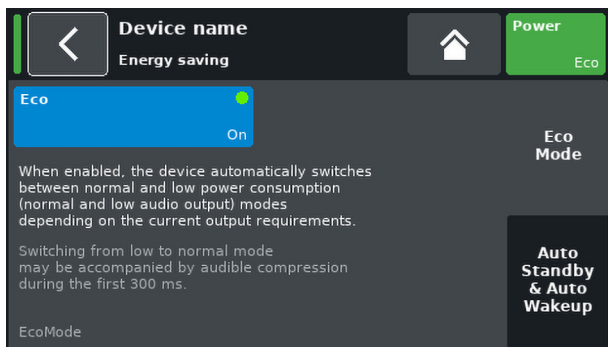 Device name
Energy saving
Power
Eco
Eco
On
When enabled, the device automatically switches
between normal and low power consumption
(normal and low audio output) modes
depending on the current output requirements.
Switching from low to normal mode
may be accompanied by audible compression
during the first 300 ms.
EcoMode
Eco
Mode
Auto
Standby
& Auto
Wakeup